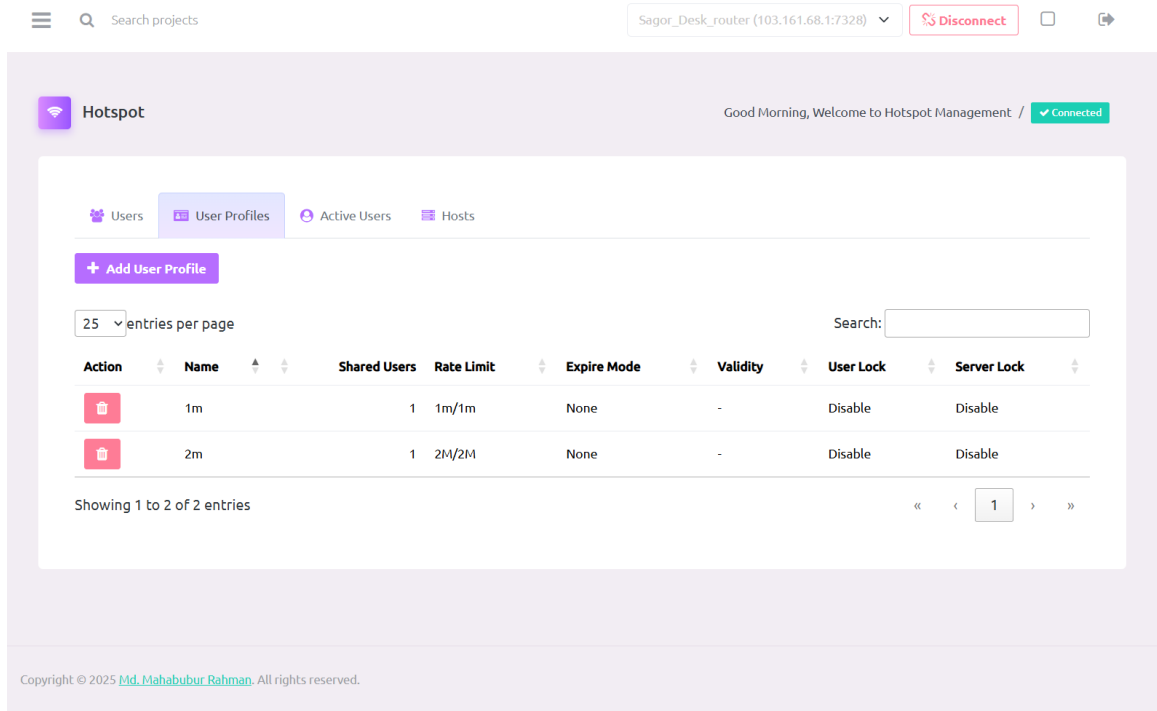 Search projects
Sagor_Desk_router (103.161.68.1:7328)
Disconnect
Hotspot
Good Morning, Welcome to Hotspot Management / Connected
Users User Profiles Active Users Hosts
Add User Profile
25 entries per page Search:
Action Name Shared Users Rate Limit Expire Mode Validity User Lock Server Lock
1m 1 1m/1m None - Disable Disable
2m 1 2M/2M None - Disable Disable
Showing 1 to 2 of 2 entries « ‹ 1 › »
Copyright © 2025 Md. Mahabubur Rahman. All rights reserved.